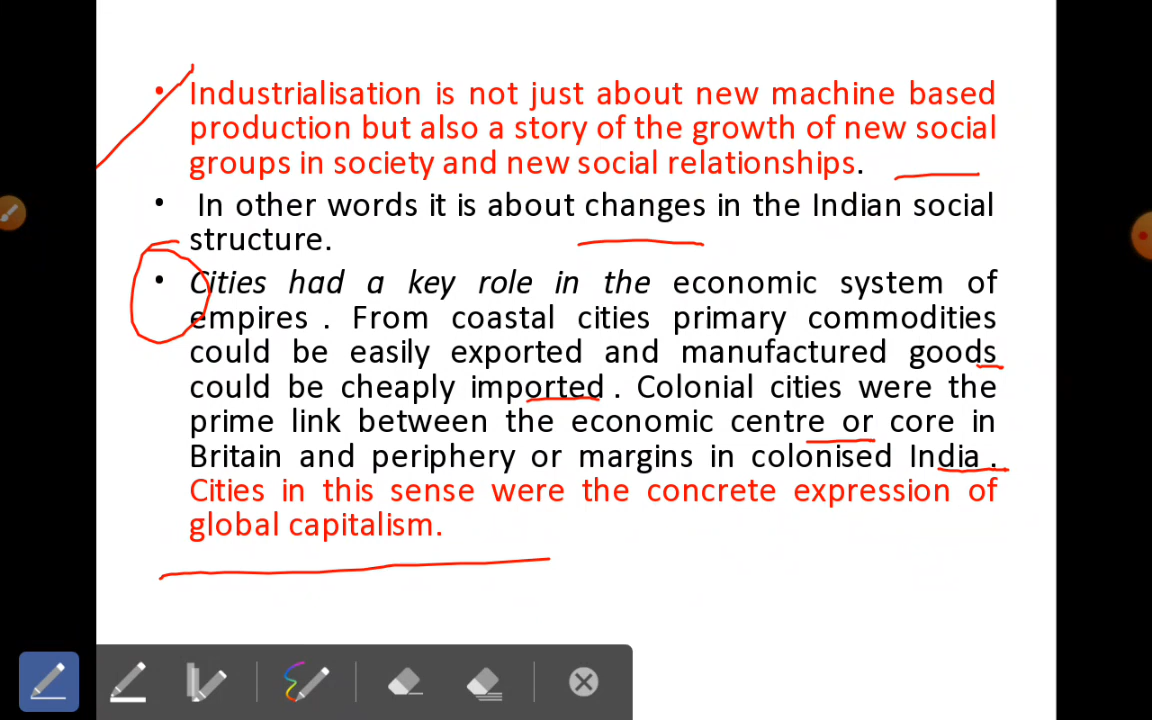 • Industrialisation is not just about new machine based
production but also a story of the growth of new social
groups in society and new social relationships.
• In other words it is about changes in the Indian social
structure.
• Cities had a key role in the economic system of
empires . From coastal cities primary commodities
could be easily exported and manufactured goods
could be cheaply imported . Colonial cities were the
prime link between the economic centre or core in
Britain and periphery or margins in colonised India .
Cities in this sense were the concrete expression of
global capitalism.